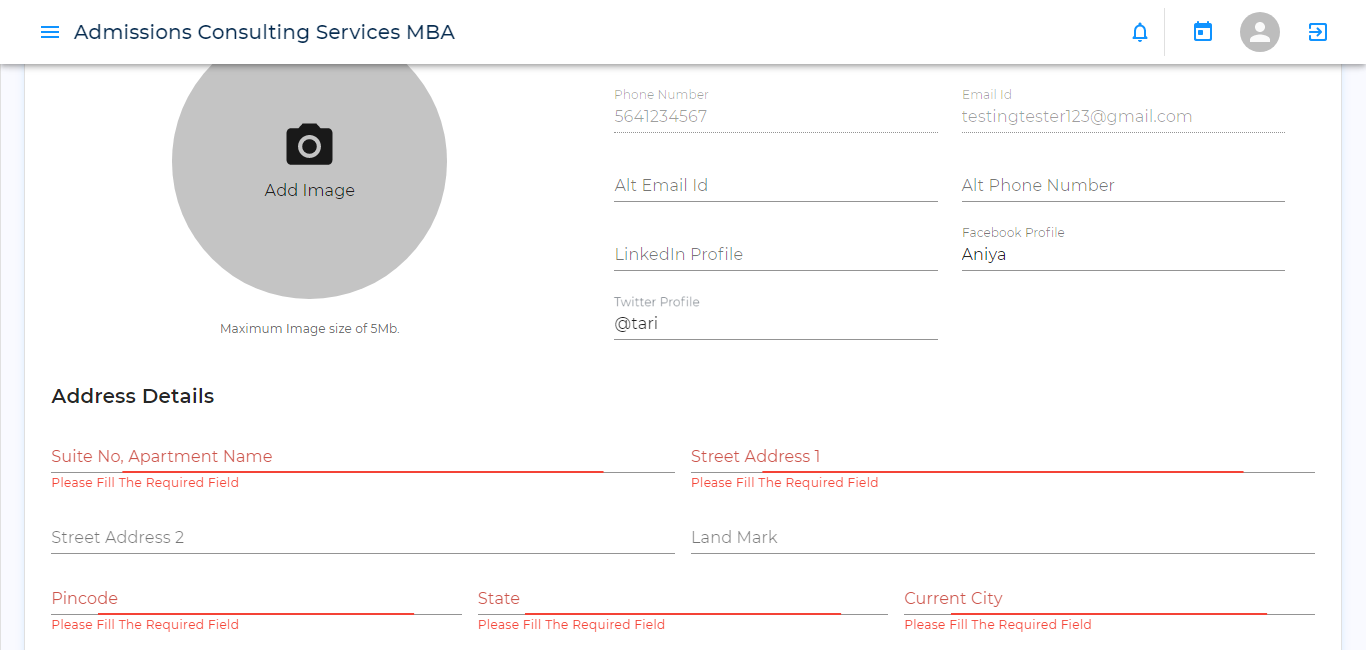 Admissions Consulting Services MBA
Add Image
Maximum Image size of 5Mb.
Phone Number
5641234567
Email Id
testingtester123@gmail.com
Alt Email Id
Alt Phone Number
LinkedIn Profile
Facebook Profile
Aniya
Twitter Profile
@tari
Address Details
Suite No, Apartment Name
Please Fill The Required Field
Street Address 1
Please Fill The Required Field
Street Address 2
Land Mark
Pincode
Please Fill The Required Field
State
Please Fill The Required Field
Current City
Please Fill The Required Field